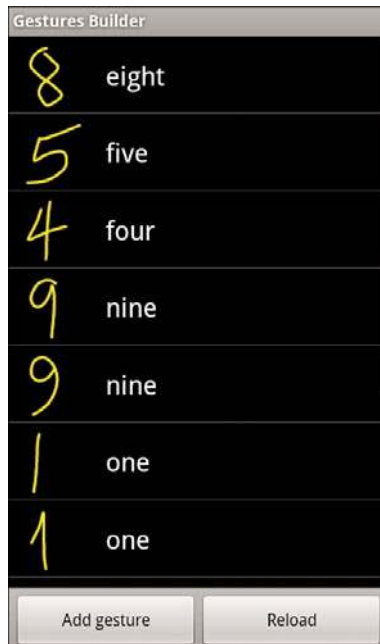 Gestures Builder
8 eight
5 five
4 four
9 nine
9 nine
1 one
1 one
Add gesture Reload